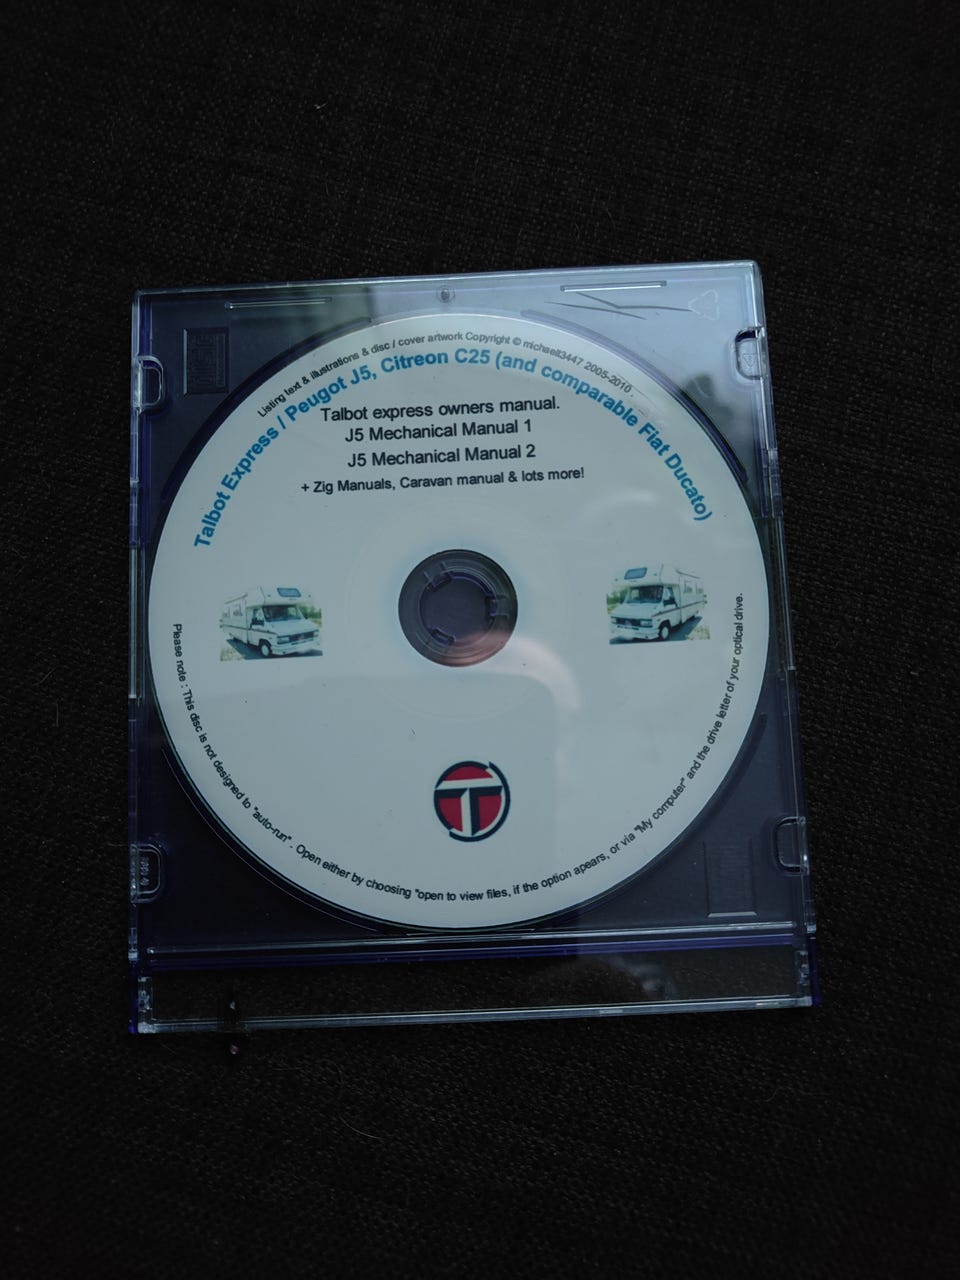 Listing text & illustrations & disc / cover artwork Copyright © michaelt3447 2005-2010 .
Talbot Express / Peugot J5, Citreon C25 (and comparable Fiat Ducato)
Talbot express owners manual.
J5 Mechanical Manual 1
J5 Mechanical Manual 2
+ Zig Manuals, Caravan manual & lots more!
Please note : This disc is not designed to "auto-run" - Open either by choosing "open to view files, if the option apears, or via "My computer" and the drive letter of your optical drive.
T